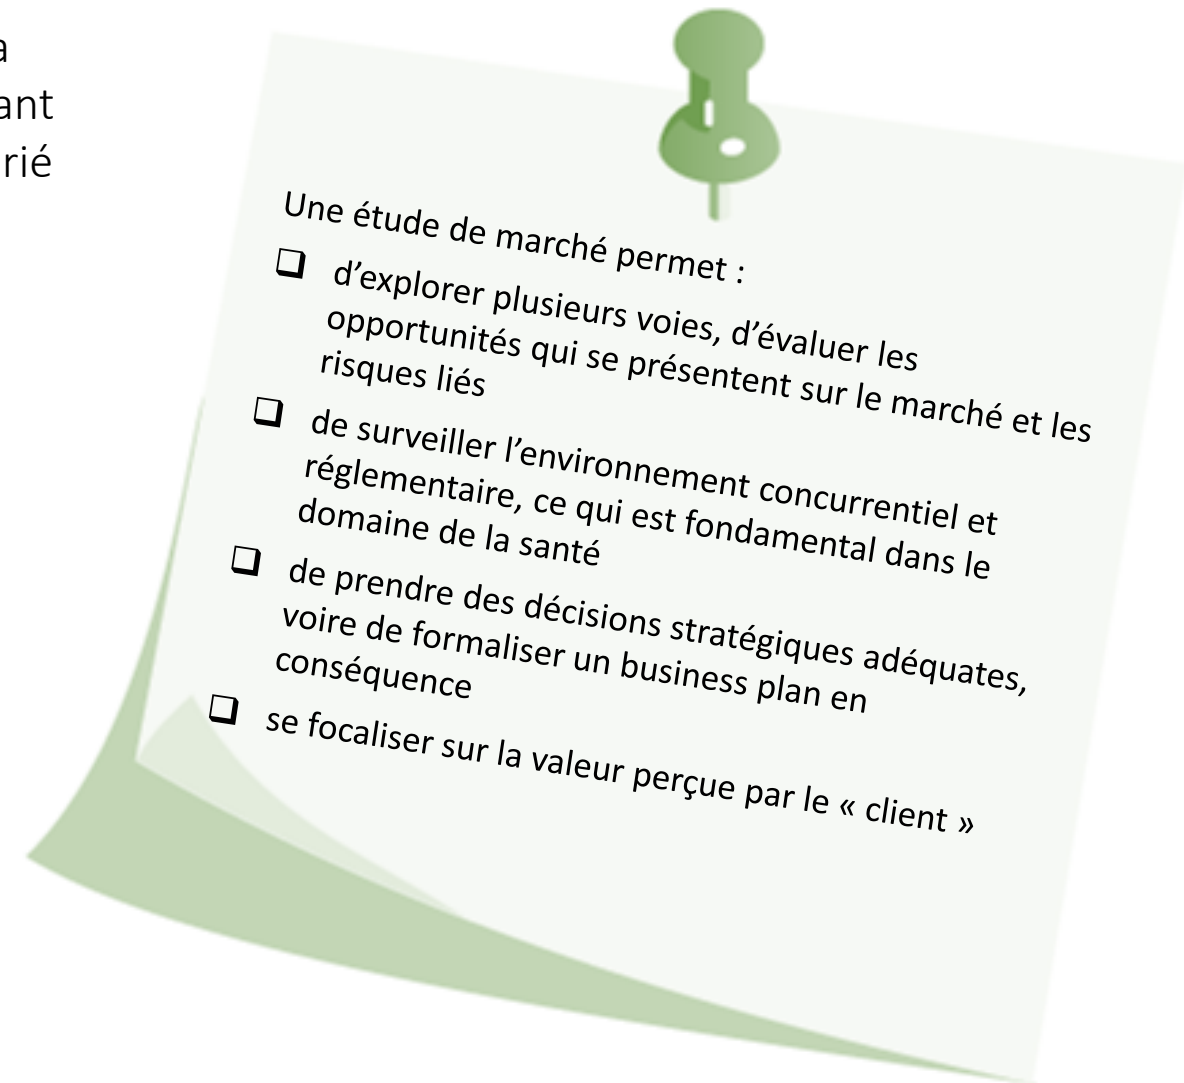 a
ant
rié
Une étude de marché permet :
❑ d’explorer plusieurs voies, d’évaluer les
opportunités qui se présentent sur le marché et les
risques liés
❑ de surveiller l’environnement concurrentiel et
réglementaire, ce qui est fondamental dans le
domaine de la santé
❑ de prendre des décisions stratégiques adéquates,
voire de formaliser un business plan en
conséquence
❑ se focaliser sur la valeur perçue par le « client »